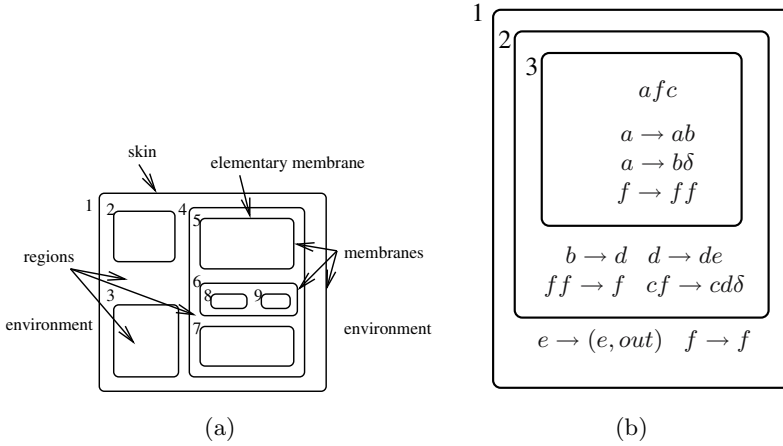 skin
elementary membrane
1
2
4
5
regions
membranes
6
8
9
3
environment
7
environment
(a)
1
2
3
a f c
a → ab
a → bδ
f → f f
b → d d → de
f f → f cf → cdδ
e → (e, out) f → f
(b)